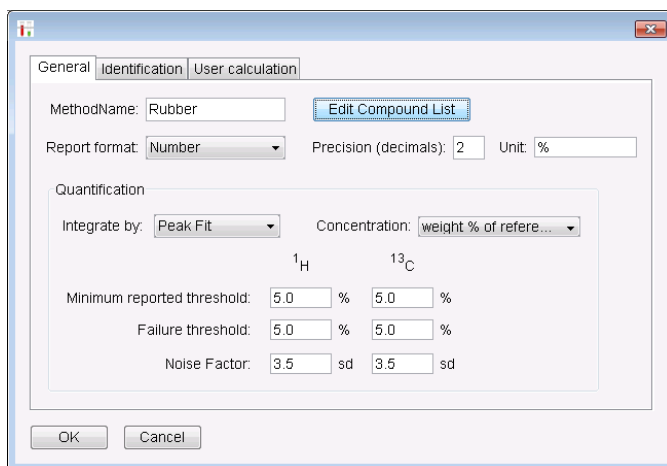 General Identification User calculation
MethodName: Rubber Edit Compound List
Report format: Number Precision (decimals): 2 Unit: %
Quantification
Integrate by: Peak Fit Concentration: weight % of refere...
1H 13C
Minimum reported threshold: 5.0 % 5.0 %
Failure threshold: 5.0 % 5.0 %
Noise Factor: 3.5 sd 3.5 sd
OK Cancel